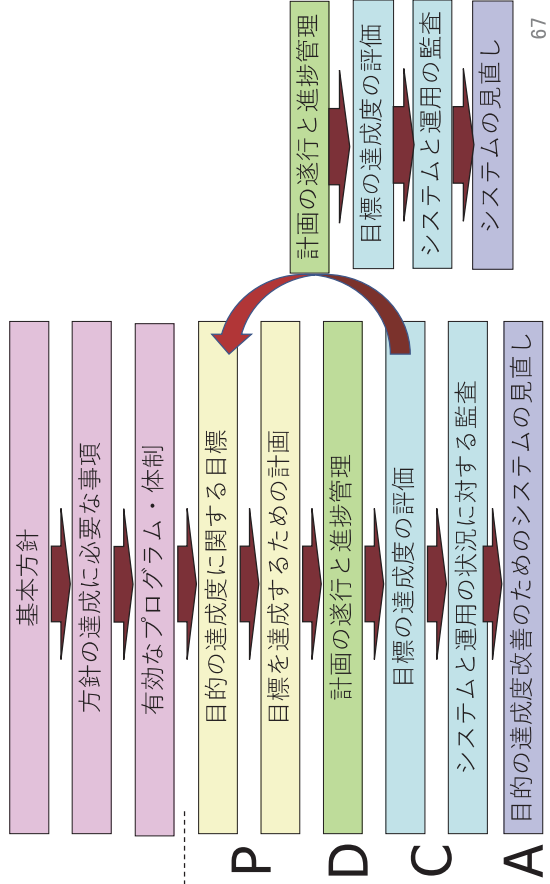 基本方針
方針の達成に必要な事項
有効なプログラム・体制
P
目的の達成度に関する目標
目標を達成するための計画
D
計画の遂行と進捗管理
C
目標の達成度の評価
システムと運用の状況に対する監査
A
目的の達成度改善のためのシステムの見直し
計画の遂行と進捗管理
目標の達成度の評価
システムと運用の監査
システムの見直し
67